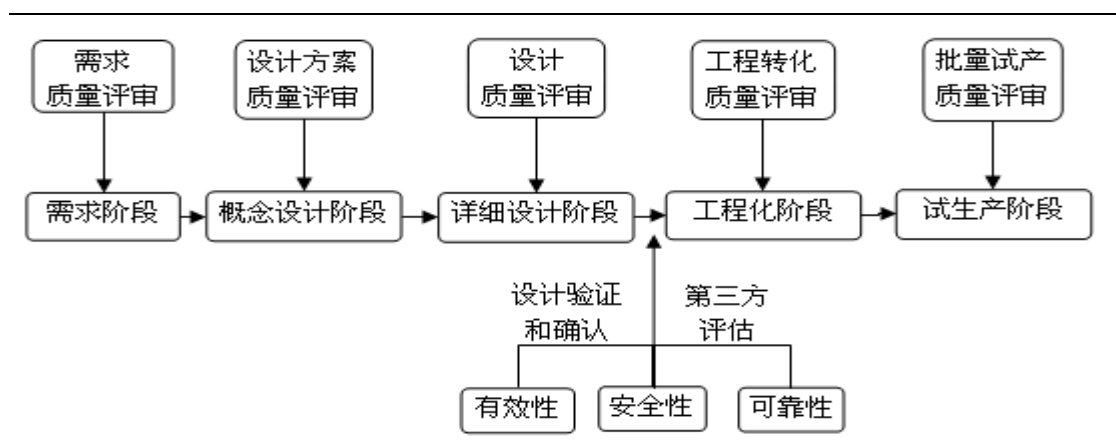 需求
质量评审
设计方案
质量评审
设计
质量评审
工程转化
质量评审
批量试产
质量评审
需求阶段
概念设计阶段
详细设计阶段
工程化阶段
试生产阶段
设计验证
和确认
第三方
评估
有效性
安全性
可靠性